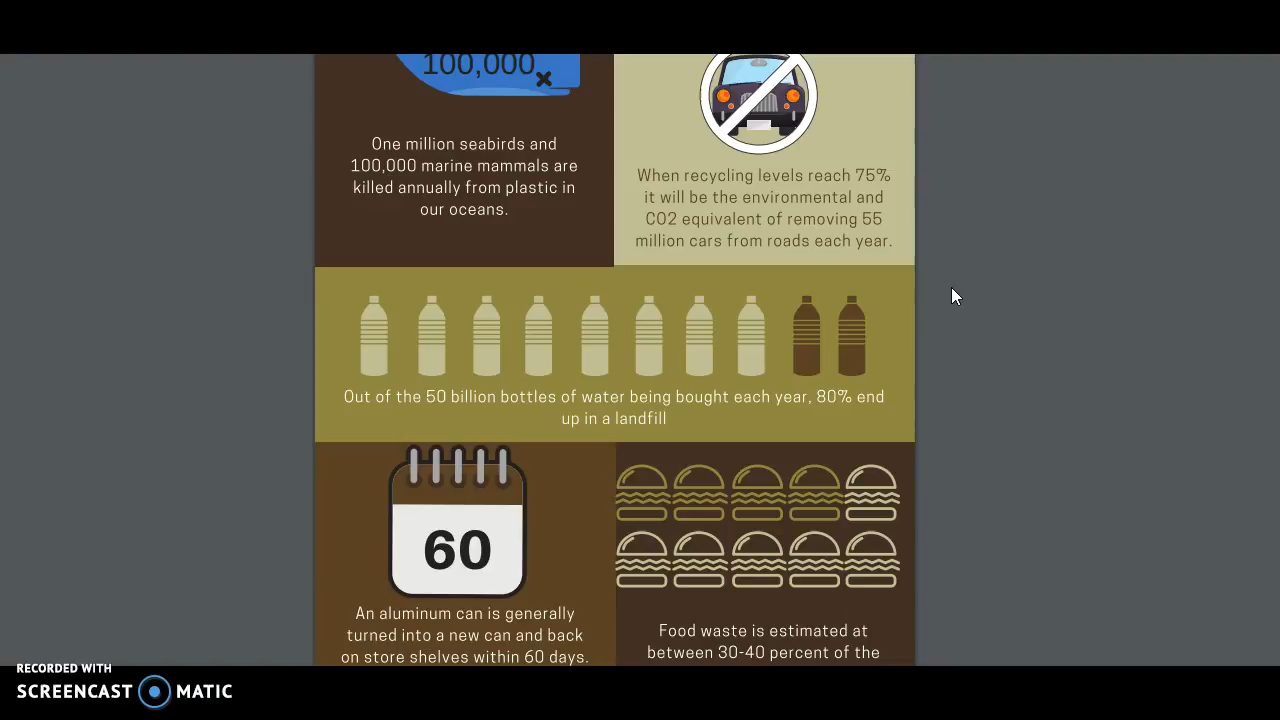 100,000
One million seabirds and
100,000 marine mammals are
killed annually from plastic in
our oceans.
When recycling levels reach 75%
it will be the environmental and
CO2 equivalent of removing 55
million cars from roads each year.
Out of the 50 billion bottles of water being bought each year, 80% end
up in a landfill
60
An aluminum can is generally
turned into a new can and back
on store shelves within 60 days.
Food waste is estimated at
between 30-40 percent of the
RECORDED WITH
SCREENCAST MATIC